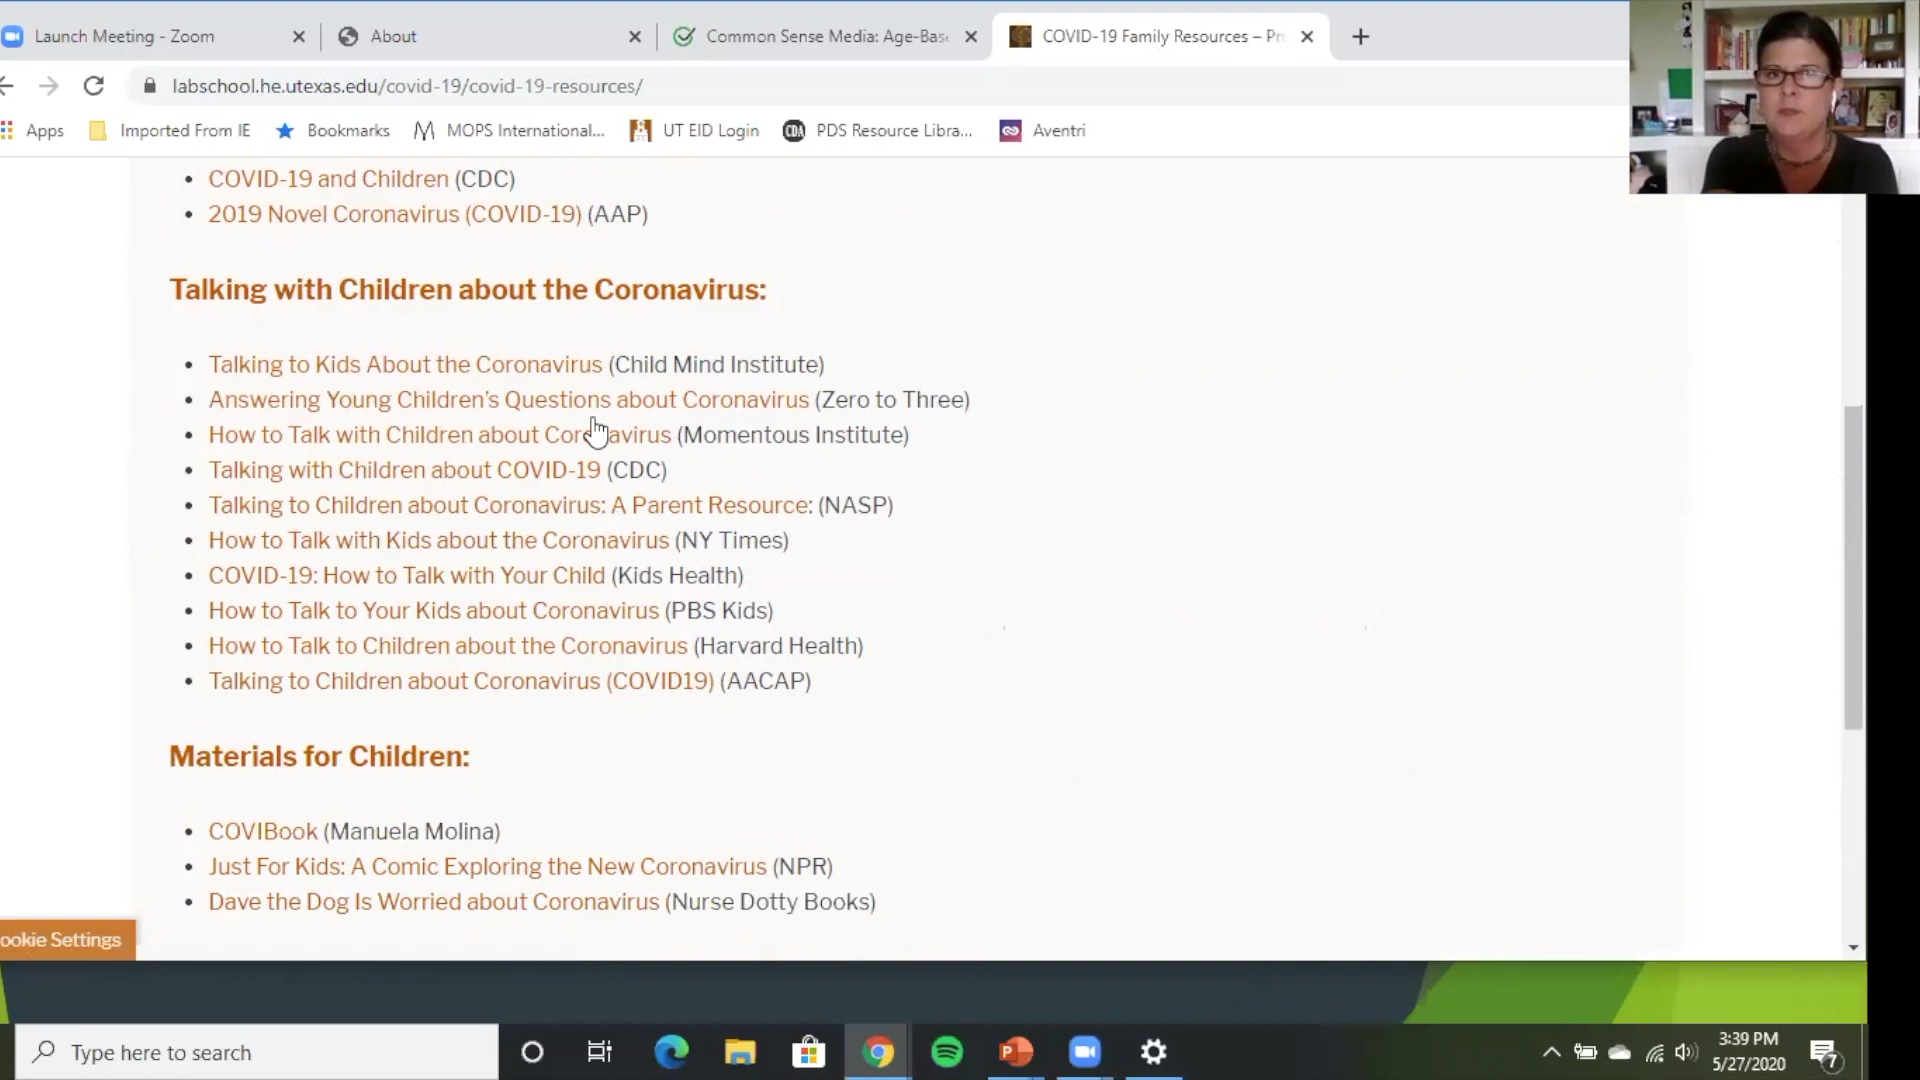 Launch Meeting - Zoom
About
Common Sense Media: Age-Bas
COVID-19 Family Resources – Pri
labschool.he.utexas.edu/covid-19/covid-19-resources/
Apps
Imported From IE
Bookmarks
MOPS International...
UT EID Login
CDA
PDS Resource Libra...
Aventri
• COVID-19 and Children (CDC)
• 2019 Novel Coronavirus (COVID-19) (AAP)
Talking with Children about the Coronavirus:
• Talking to Kids About the Coronavirus (Child Mind Institute)
• Answering Young Children's Questions about Coronavirus (Zero to Three)
• How to Talk with Children about Coronavirus (Momentous Institute)
• Talking with Children about COVID-19 (CDC)
• Talking to Children about Coronavirus: A Parent Resource: (NASP)
• How to Talk with Kids about the Coronavirus (NY Times)
• COVID-19: How to Talk with Your Child (Kids Health)
• How to Talk to Your Kids about Coronavirus (PBS Kids)
• How to Talk to Children about the Coronavirus (Harvard Health)
• Talking to Children about Coronavirus (COVID19) (AACAP)
Materials for Children:
• COVIBook (Manuela Molina)
• Just For Kids: A Comic Exploring the New Coronavirus (NPR)
• Dave the Dog Is Worried about Coronavirus (Nurse Dotty Books)
ookie Settings
Type here to search
3:39 PM
5/27/2020
7